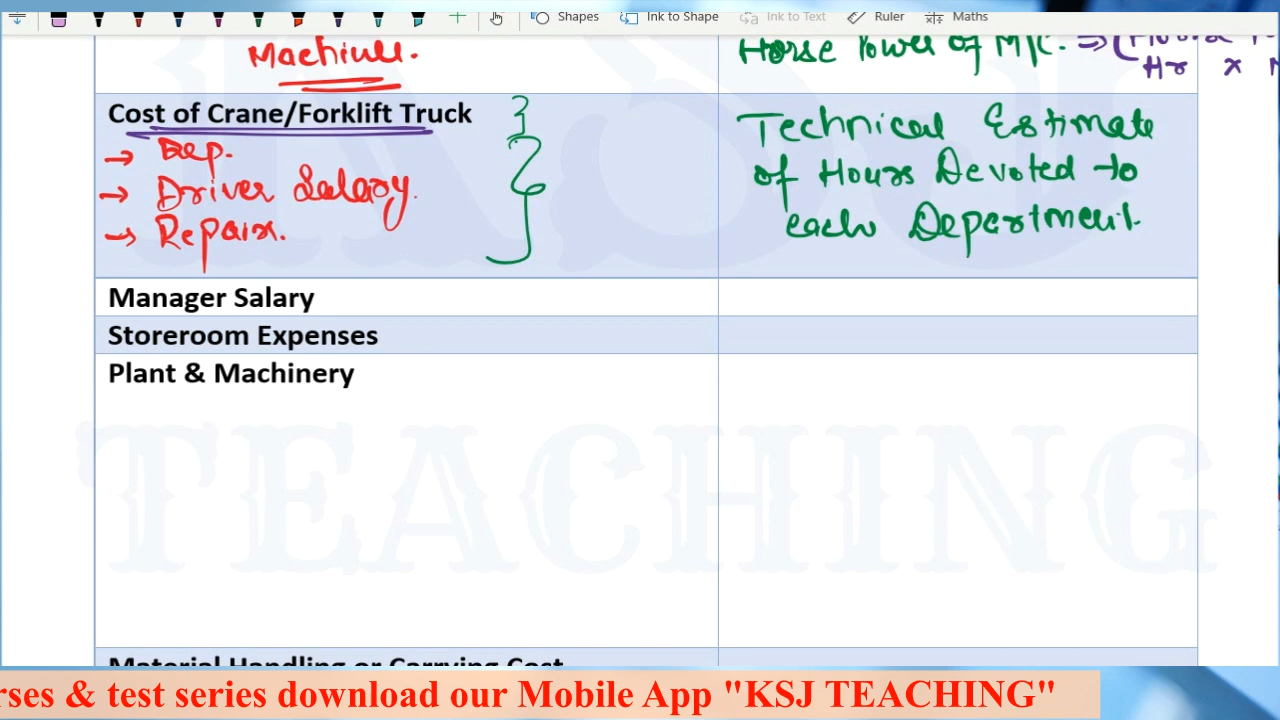 Shapes Ink to Shape Ink to Text Ruler Maths
Machines.
Horse Power of M/C. ⇒
Hr x
Cost of Crane/Forklift Truck
→ Dep.
→ Driver Salary.
→ Repairs.
Technical Estimate
of Hours Devoted to
each Department.
Manager Salary
Storeroom Expenses
Plant & Machinery
TEACHING
Material Handling or Carrying Cost
rses & test series download our Mobile App "KSJ TEACHING"